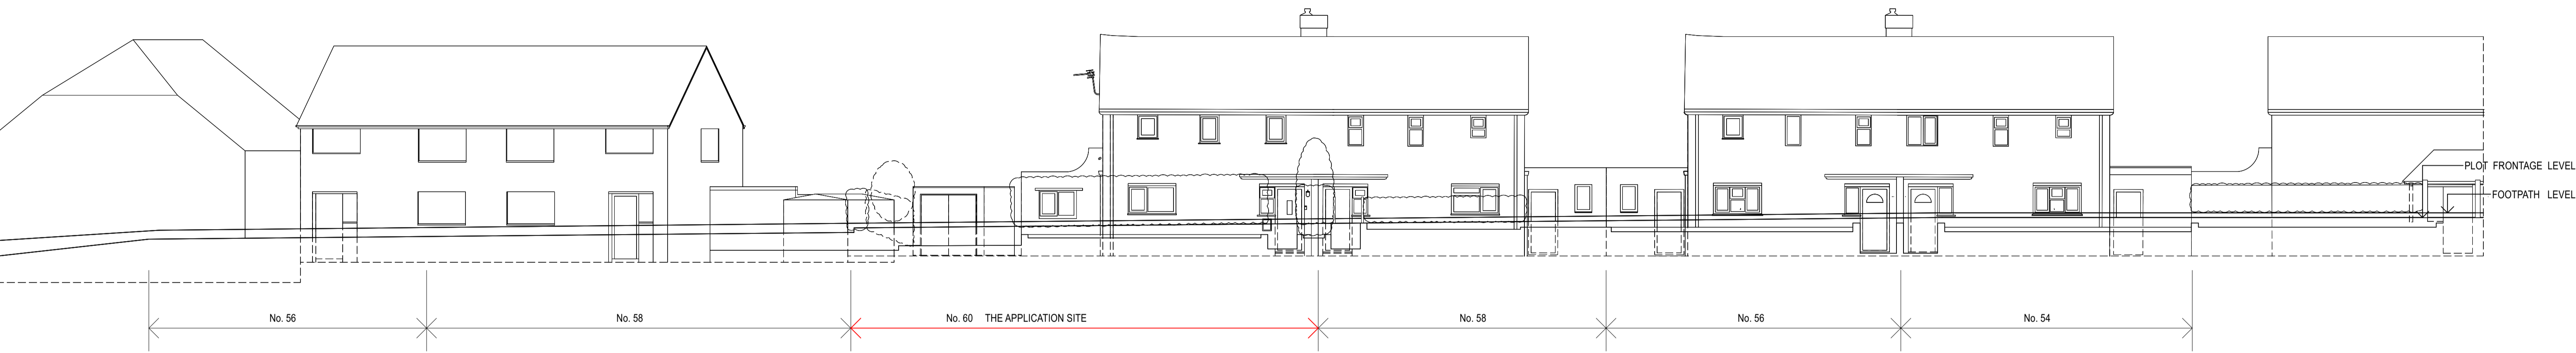 PLOT FRONTAGE LEVEL
FOOTPATH LEVEL
No. 56
No. 58
No. 60 THE APPLICATION SITE
No. 58
No. 56
No. 54